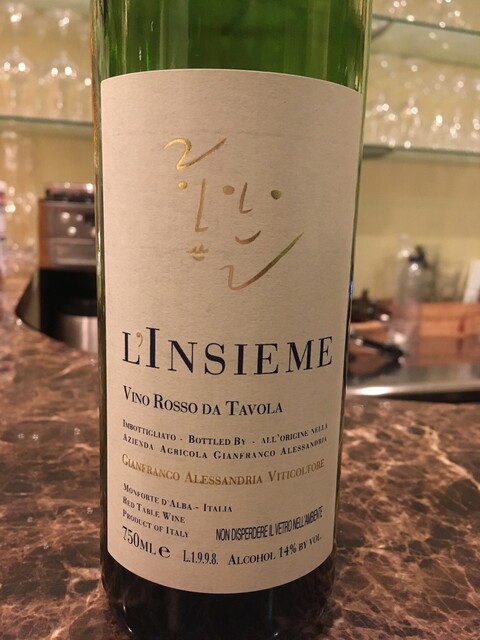 L'INSIEME
VINO ROSSO DA TAVOLA
IMBOTTIGLIATO - BOTTLED BY - ALL'ORIGINE NELLA
AZIENDA AGRICOLA GIANFRANCO ALESSANDRIA
GIANFRANCO ALESSANDRIA VITICOLTORE
MONFORTE D'ALBA - ITALIA
RED TABLE WINE
PRODUCT OF ITALY
NON DISPERDERE IL VETRO NELL'AMBIENTE
750ML e L.1.9.9.8. ALCOHOL 14% BY VOL.